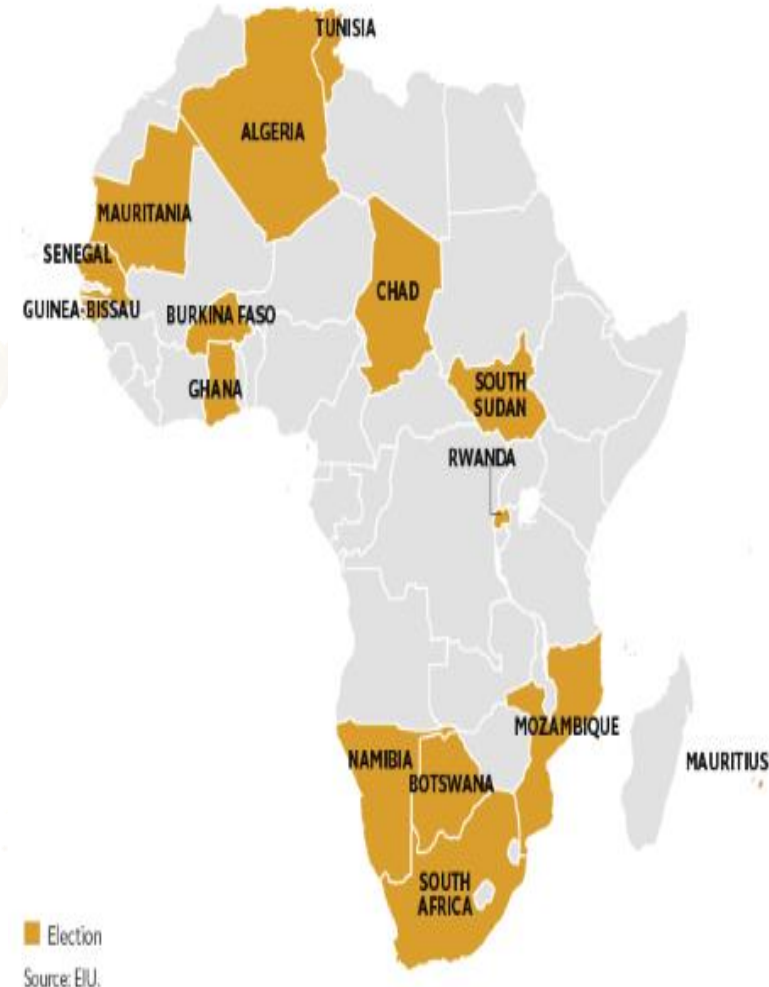 TUNISIA
ALGERIA
MAURITANIA
SENEGAL
GUINEA-BISSAU
BURKINA FASO
CHAD
GHANA
SOUTH
SUDAN
RWANDA
MOZAMBIQUE
NAMIBIA
BOTSWANA
MAURITIUS
SOUTH
AFRICA
Election
Source: EIU.